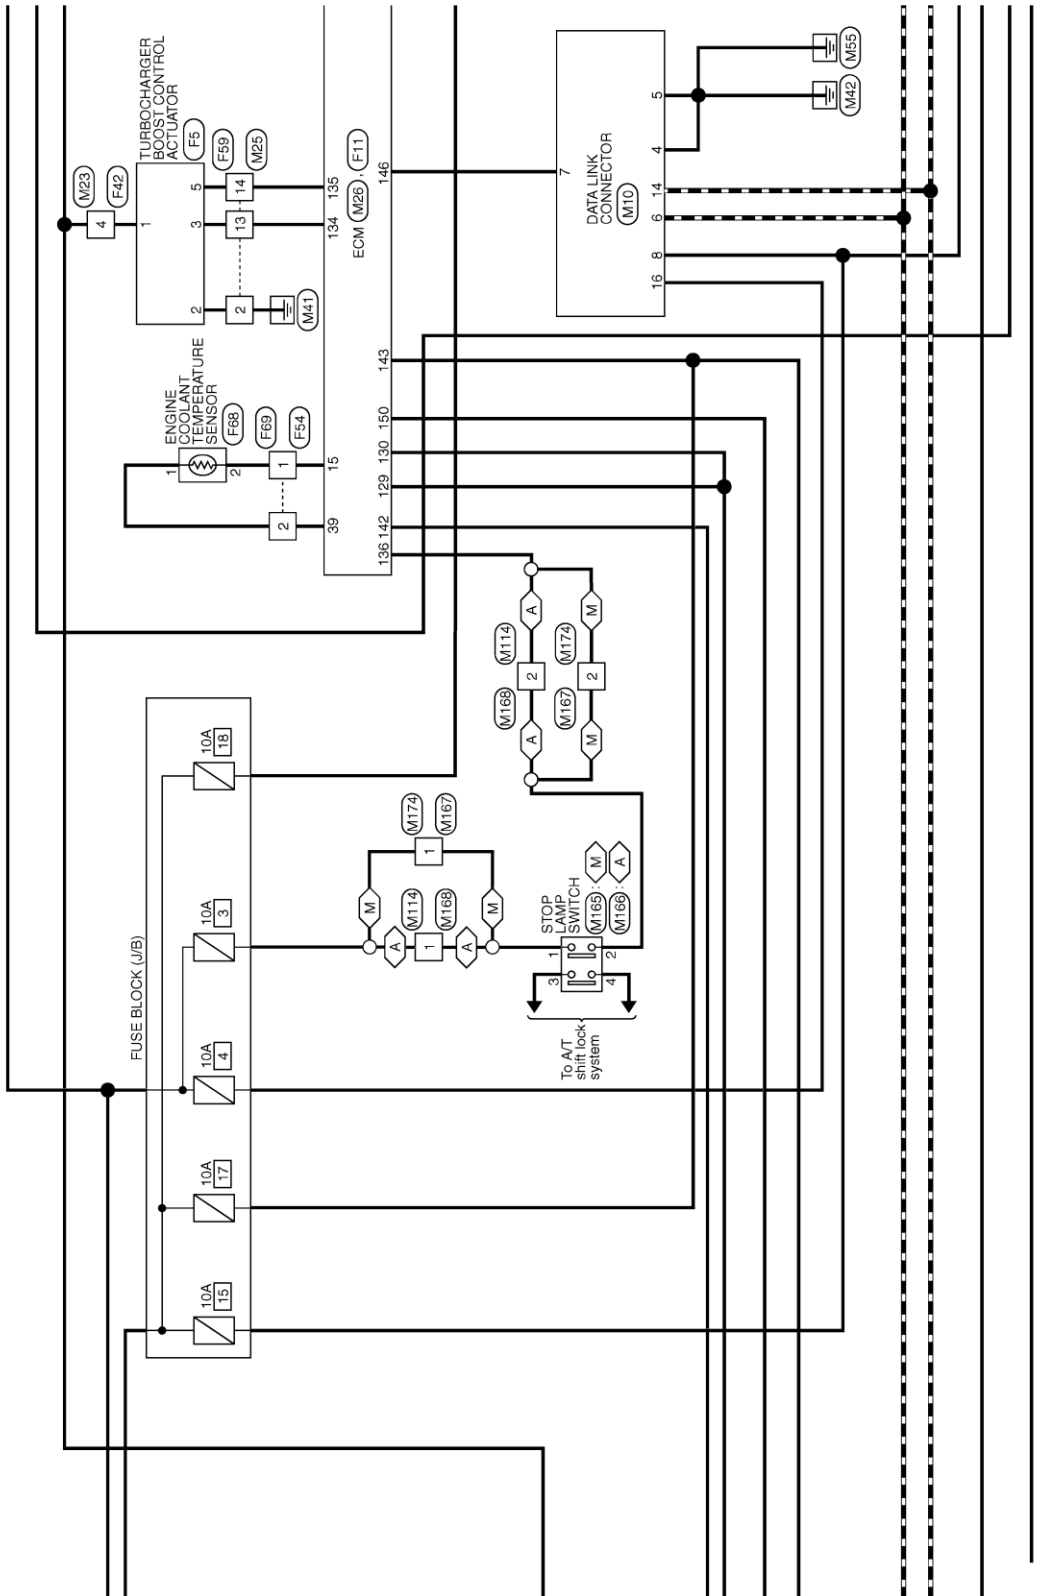 TURBOCHARGER
BOOST CONTROL
ACTUATOR
F5
M23
F42
4
1
5
3
2
F59
M25
14
13
2
M41
135
134
ECM M26 , F11
146
ENGINE
COOLANT
TEMPERATURE
SENSOR
F68
1
2
F69
F54
1
2
15
39
143
150
130
129
142
136
DATA LINK
CONNECTOR
M10
7
5
4
14
6
8
16
M55
M42
A
M
M114
M174
2
2
M168
M167
A
M
FUSE BLOCK (J/B)
10A
18
10A
3
10A
4
10A
17
10A
15
M174
M167
1
M
M
M114
M168
A
1
A
STOP
LAMP
SWITCH
M165 : M
M166 : A
1
2
3
4
To A/T
shift lock
system